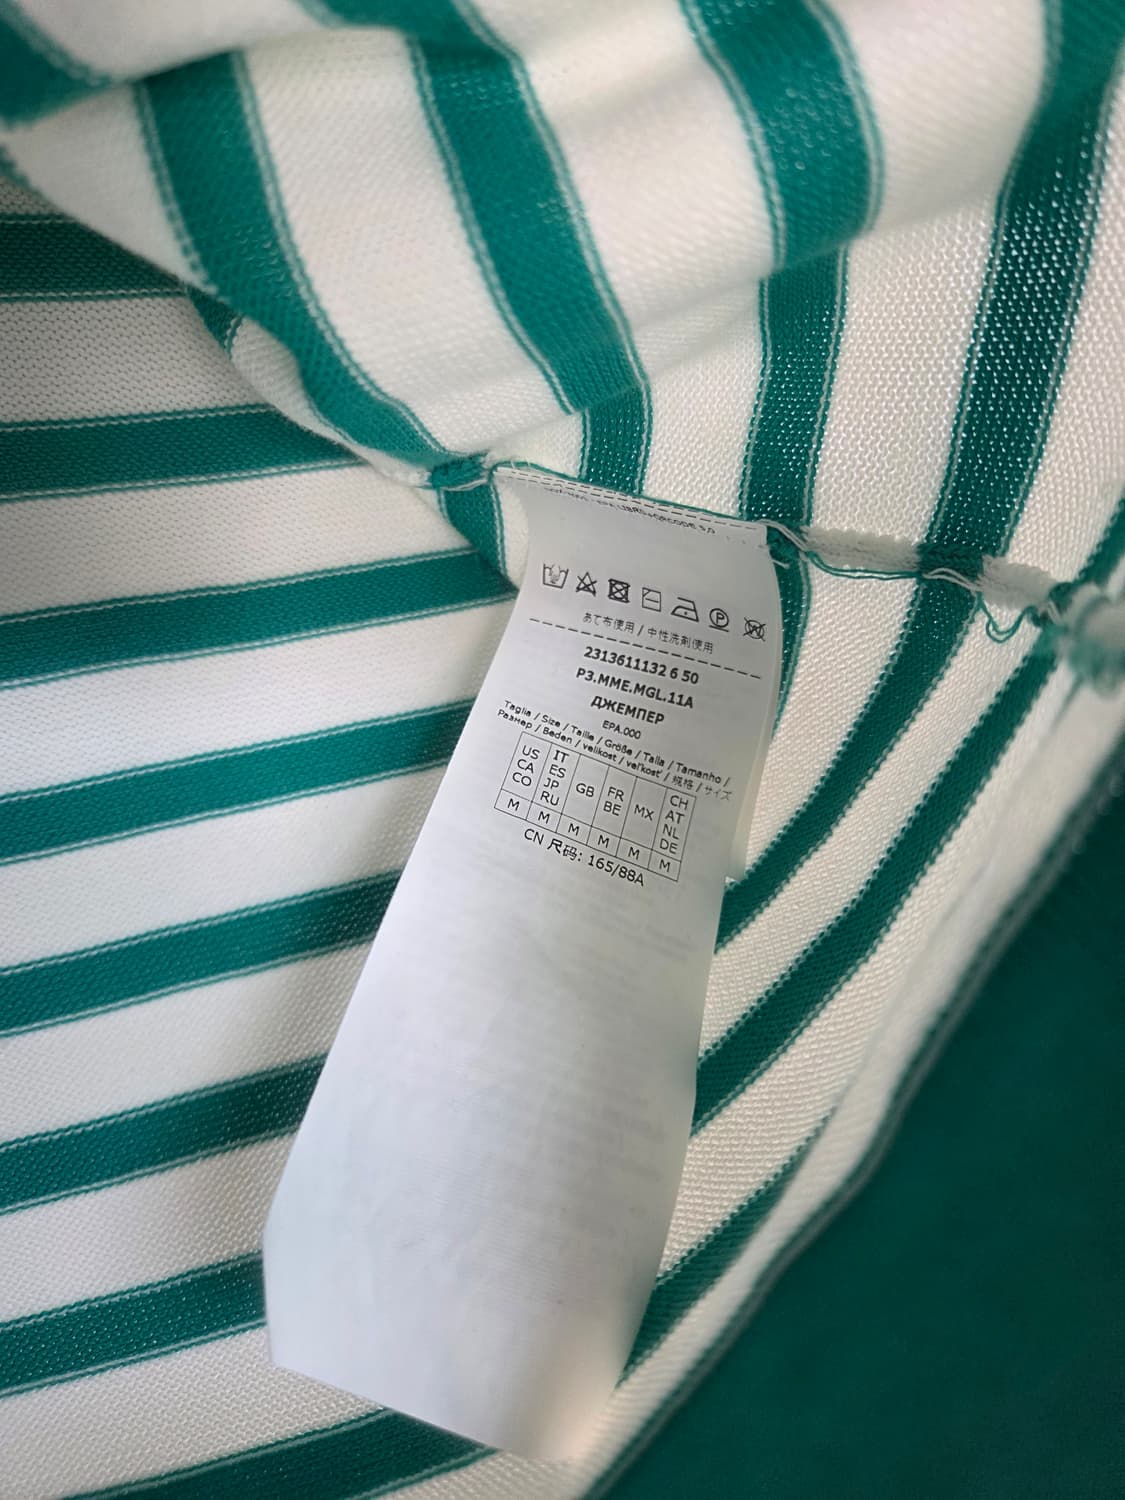 あて布使用 / 中性洗剤使用
2313611132 6 50
P3.MME.MGL.11A
ДЖЕМПЕР
EPA.000
Taglia / Size / Taille / Größe / Talla / Tamanho /
Размер / Beden / velikost / veľkosť / 规格 / サイズ
US CA CO IT ES JP RU GB FR BE MX CH AT NL DE
M M M M M M
CN 尺码: 165/88A